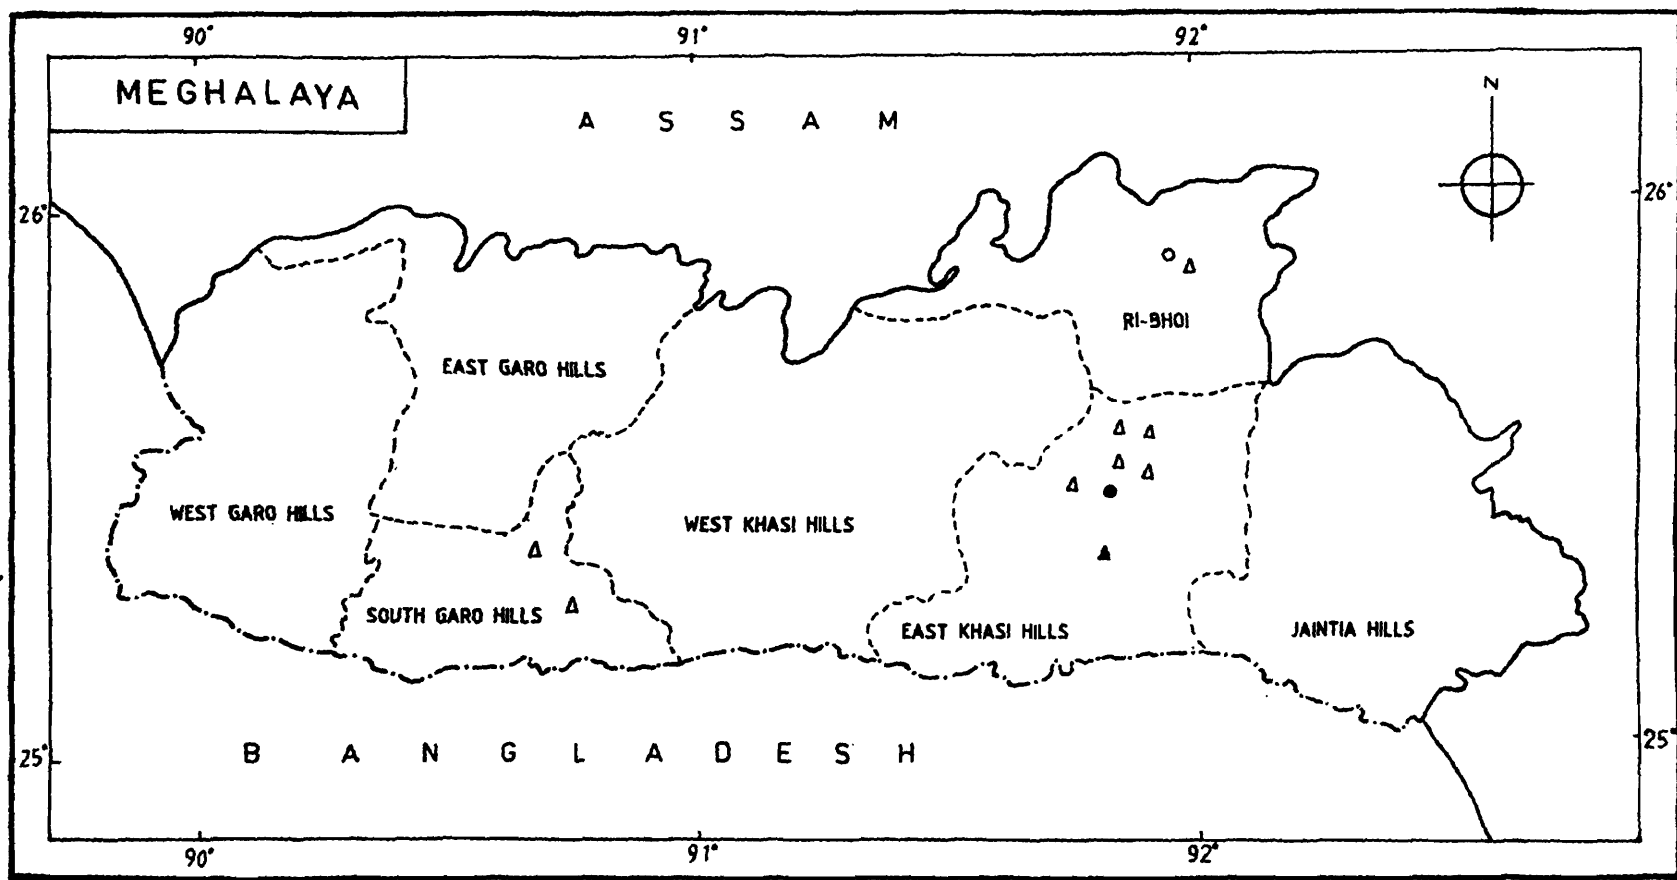 90° 91° 92°
MEGHALAYA
N
A S S A M
26° 26°
RI-BHOI
EAST GARO HILLS
WEST GARO HILLS
WEST KHASI HILLS
SOUTH GARO HILLS
EAST KHASI HILLS
JAINTIA HILLS
25° 25°
B A N G L A D E S H
90° 91° 92°